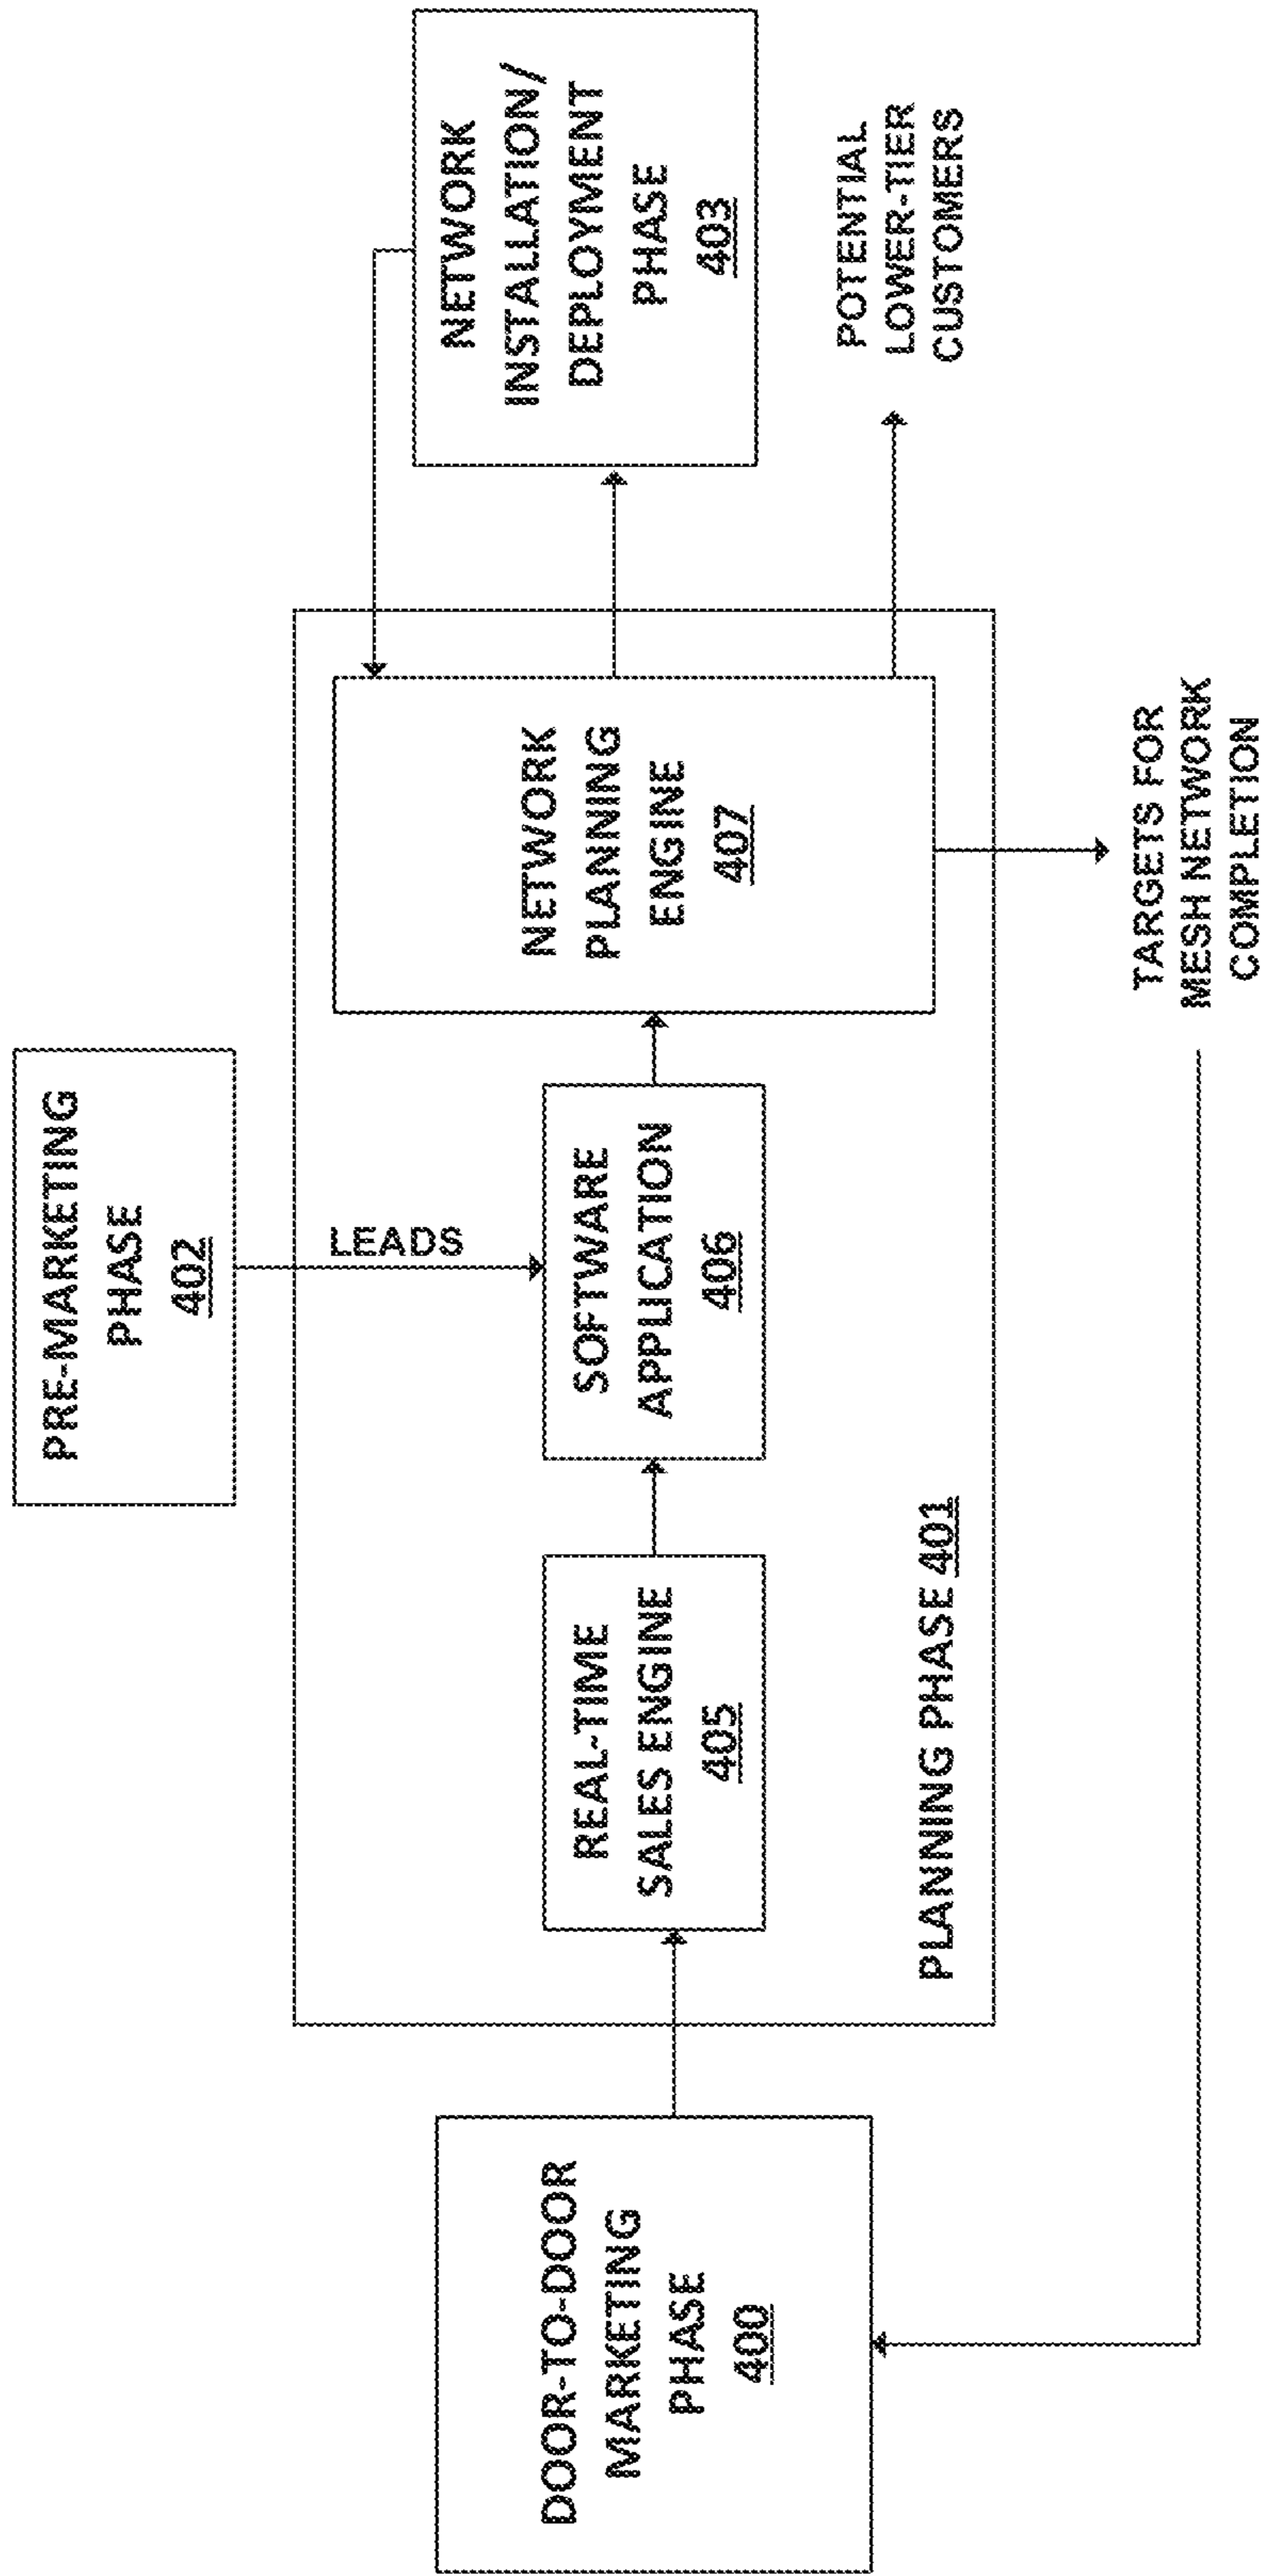 PRE-MARKETING
PHASE
402
LEADS
DOOR-TO-DOOR
MARKETING
PHASE
400
REAL-TIME
SALES ENGINE
405
SOFTWARE
APPLICATION
406
NETWORK
PLANNING
ENGINE
407
PLANNING PHASE 401
NETWORK
INSTALLATION/
DEPLOYMENT
PHASE
403
POTENTIAL
LOWER-TIER
CUSTOMERS
TARGETS FOR
MESH NETWORK
COMPLETION